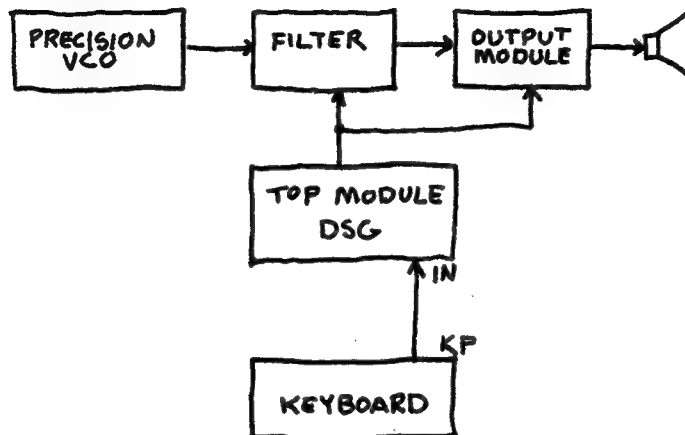 PRECISION
VCO
FILTER
OUTPUT
MODULE
TOP MODULE
DSG
IN
KP
KEYBOARD